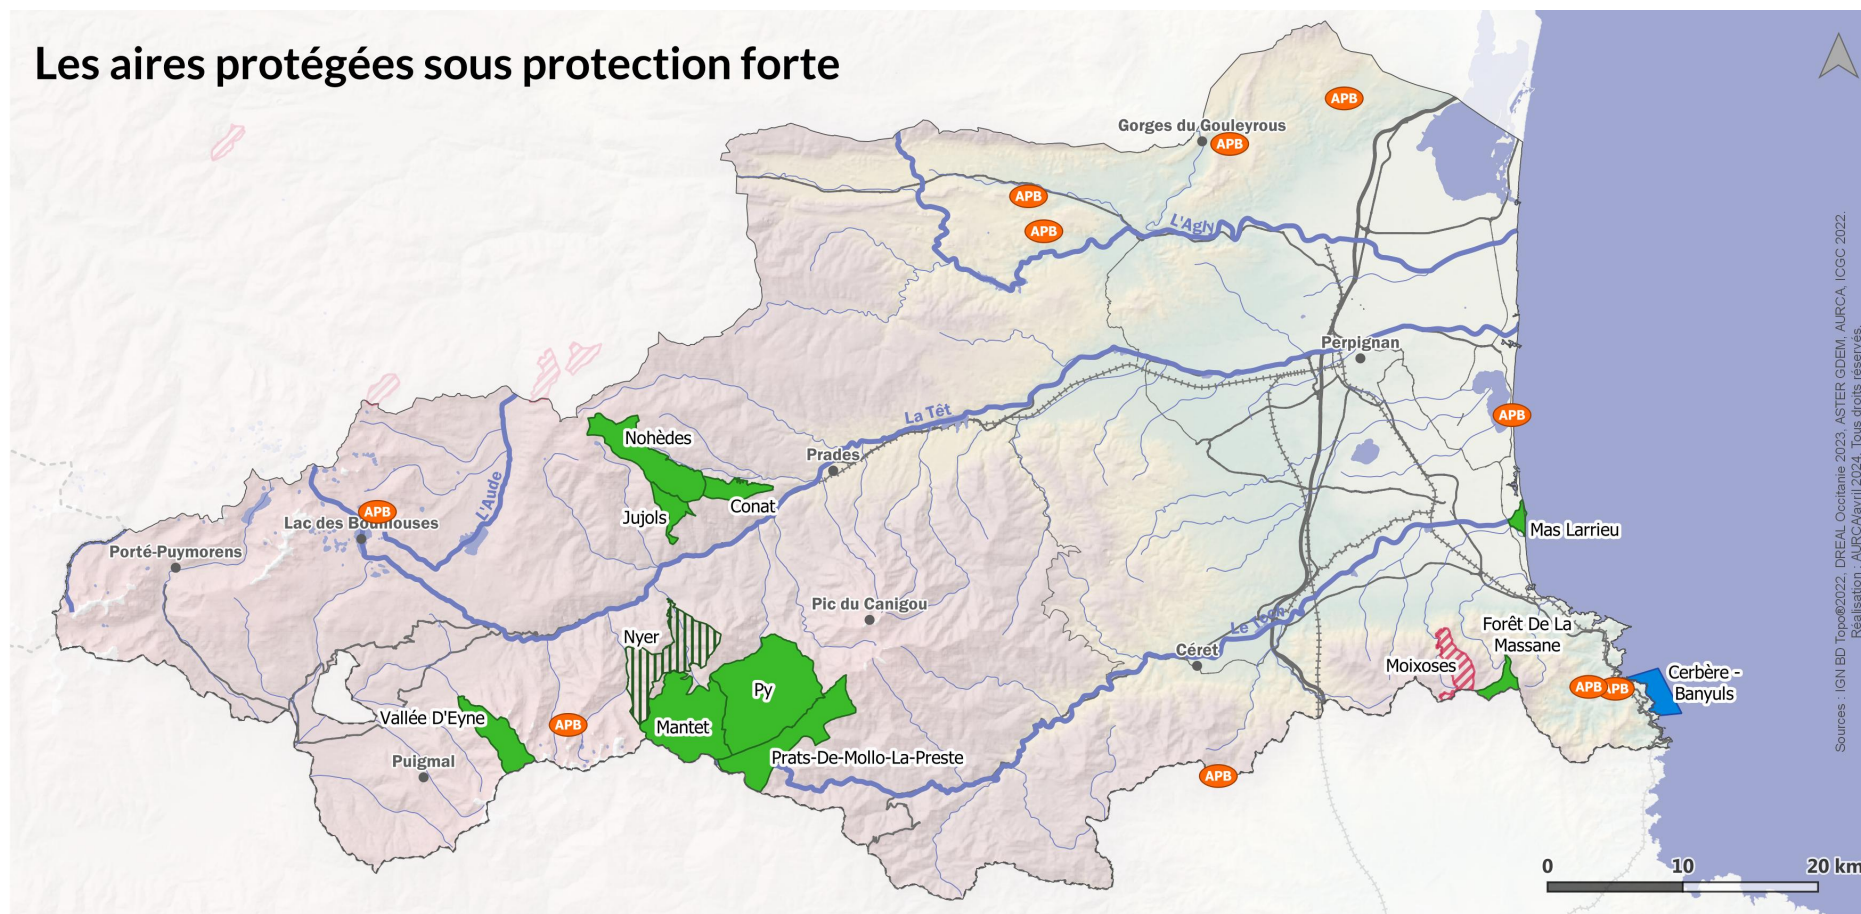 Les aires protégées sous protection forte
APB
Gorges du Gouleyrous
APB
APB
APB
L'Agly
Perpignan
La Têt
APB
Nohèdes
Prades
L'Aude
Conat
Jujols
APB
Lac des Bouillouses
Porté-Puymorens
Mas Larrieu
Pic du Canigou
Nyer
Le Tech
Forêt De La
Massane
Céret
Moixoses
Cerbère -
Banyuls
APB
APB
Py
Vallée D'Eyne
APB
Mantet
Prats-De-Mollo-La-Preste
Puigmal
APB
0 10 20 km
Sources : IGN BD Topo®2022, DREAL Occitanie 2023, ASTER GDEM, AURCA, ICGC 2022.
Réalisation : AURCA/avril 2024. Tous droits réservés.